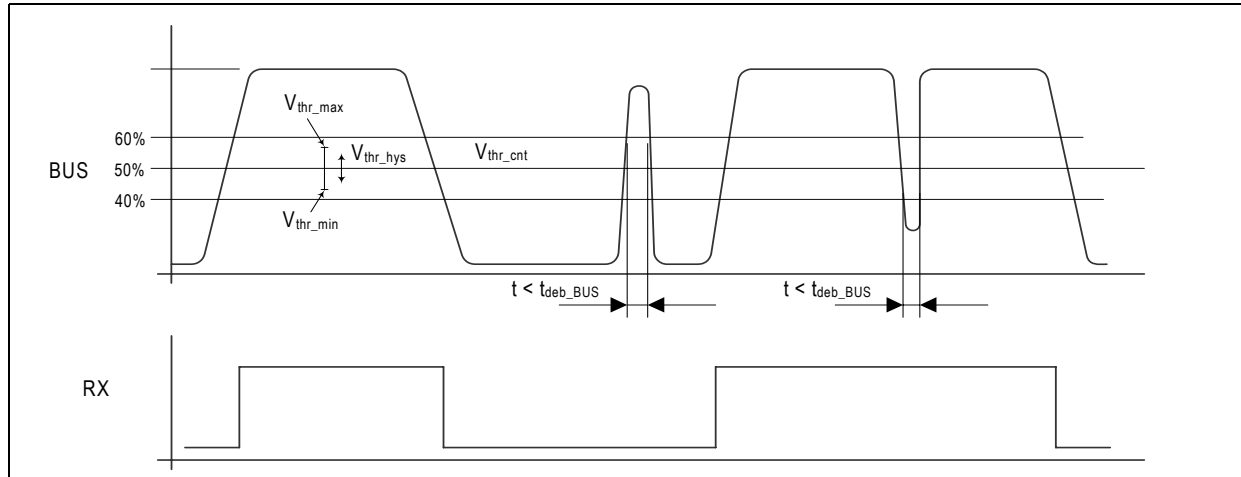 V_thr_max
60%
V_thr_hys
V_thr_cnt
BUS
50%
40%
V_thr_min
t < t_deb_BUS
t < t_deb_BUS
RX